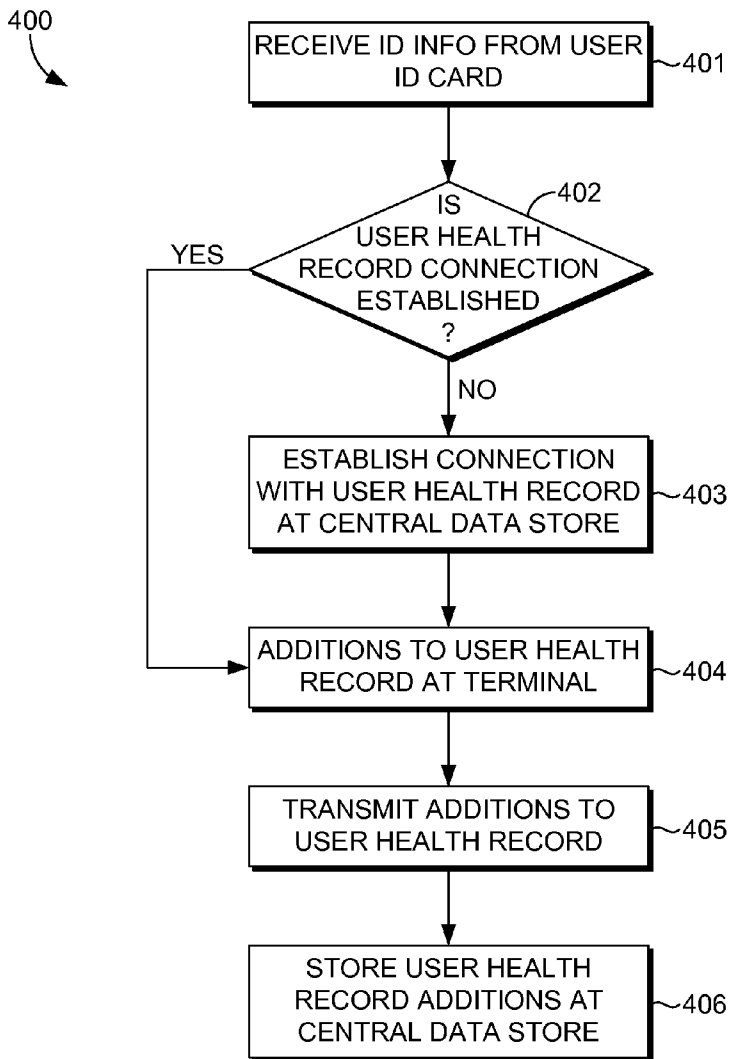 400
RECEIVE ID INFO FROM USER
ID CARD
401
402
IS
USER HEALTH
RECORD CONNECTION
ESTABLISHED
?
YES
NO
ESTABLISH CONNECTION
WITH USER HEALTH RECORD
AT CENTRAL DATA STORE
403
ADDITIONS TO USER HEALTH
RECORD AT TERMINAL
404
TRANSMIT ADDITIONS TO
USER HEALTH RECORD
405
STORE USER HEALTH
RECORD ADDITIONS AT
CENTRAL DATA STORE
406